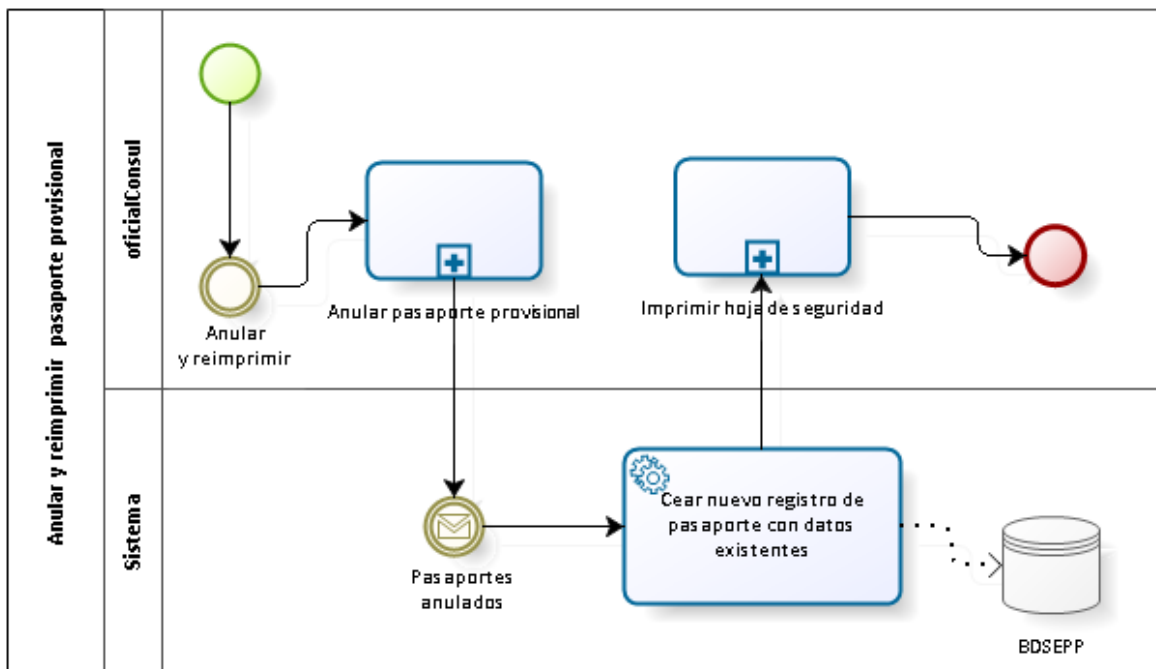 Anular y reimprimir pasaporte provisional
oficialConsul
Anular
y reimprimir
Anular pasaporte provisional
Imprimir hoja de seguridad
Sistema
Pasaportes
anulados
Cear nuevo registro de
pasaporte con datos
existentes
BDSEPP